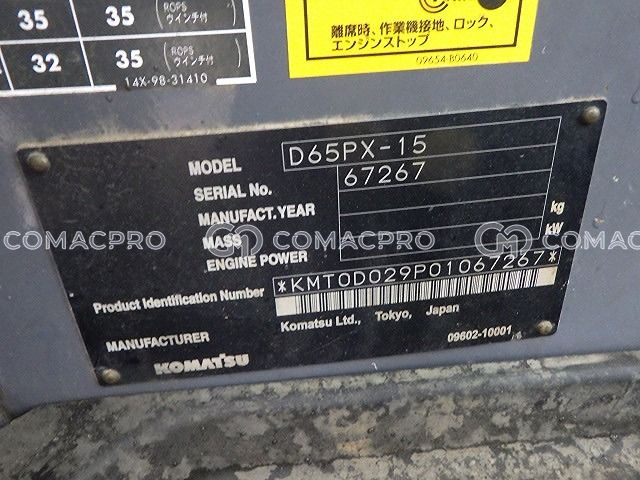 35 35 ROPS ウインチ付
32 35 ROPS ウインチ付
14X-98-31410
離席時、作業機接地、ロック、
エンジンストップ
09654-B0640
MODEL D65PX-15
SERIAL No. 67267
MANUFACT.YEAR
MASS kg
ENGINE POWER kW
COMACPRO COMACPRO COMACPRO
Product Identification Number *KMT0D029P01067267*
MANUFACTURER Komatsu Ltd., Tokyo, Japan
KOMATSU 09602-10001